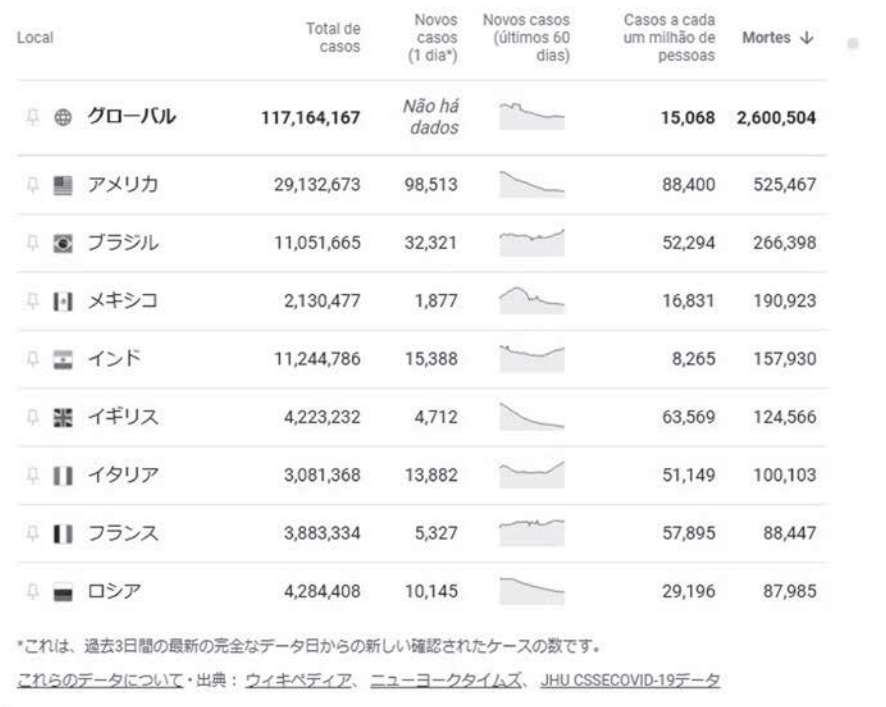 Local Total de casos Novos casos (1 dia*) Novos casos (últimos 60 dias) Casos a cada um milhão de pessoas Mortes ↓
グローバル 117,164,167 Não há dados 15,068 2,600,504
アメリカ 29,132,673 98,513 88,400 525,467
ブラジル 11,051,665 32,321 52,294 266,398
メキシコ 2,130,477 1,877 16,831 190,923
インド 11,244,786 15,388 8,265 157,930
イギリス 4,223,232 4,712 63,569 124,566
イタリア 3,081,368 13,882 51,149 100,103
フランス 3,883,334 5,327 57,895 88,447
ロシア 4,284,408 10,145 29,196 87,985
*これは、過去3日間の最新の完全なデータ日からの新しい確認されたケースの数です。
これらのデータについて・出典： ウィキペディア、 ニューヨークタイムズ、 JHU CSSECOVID-19データ